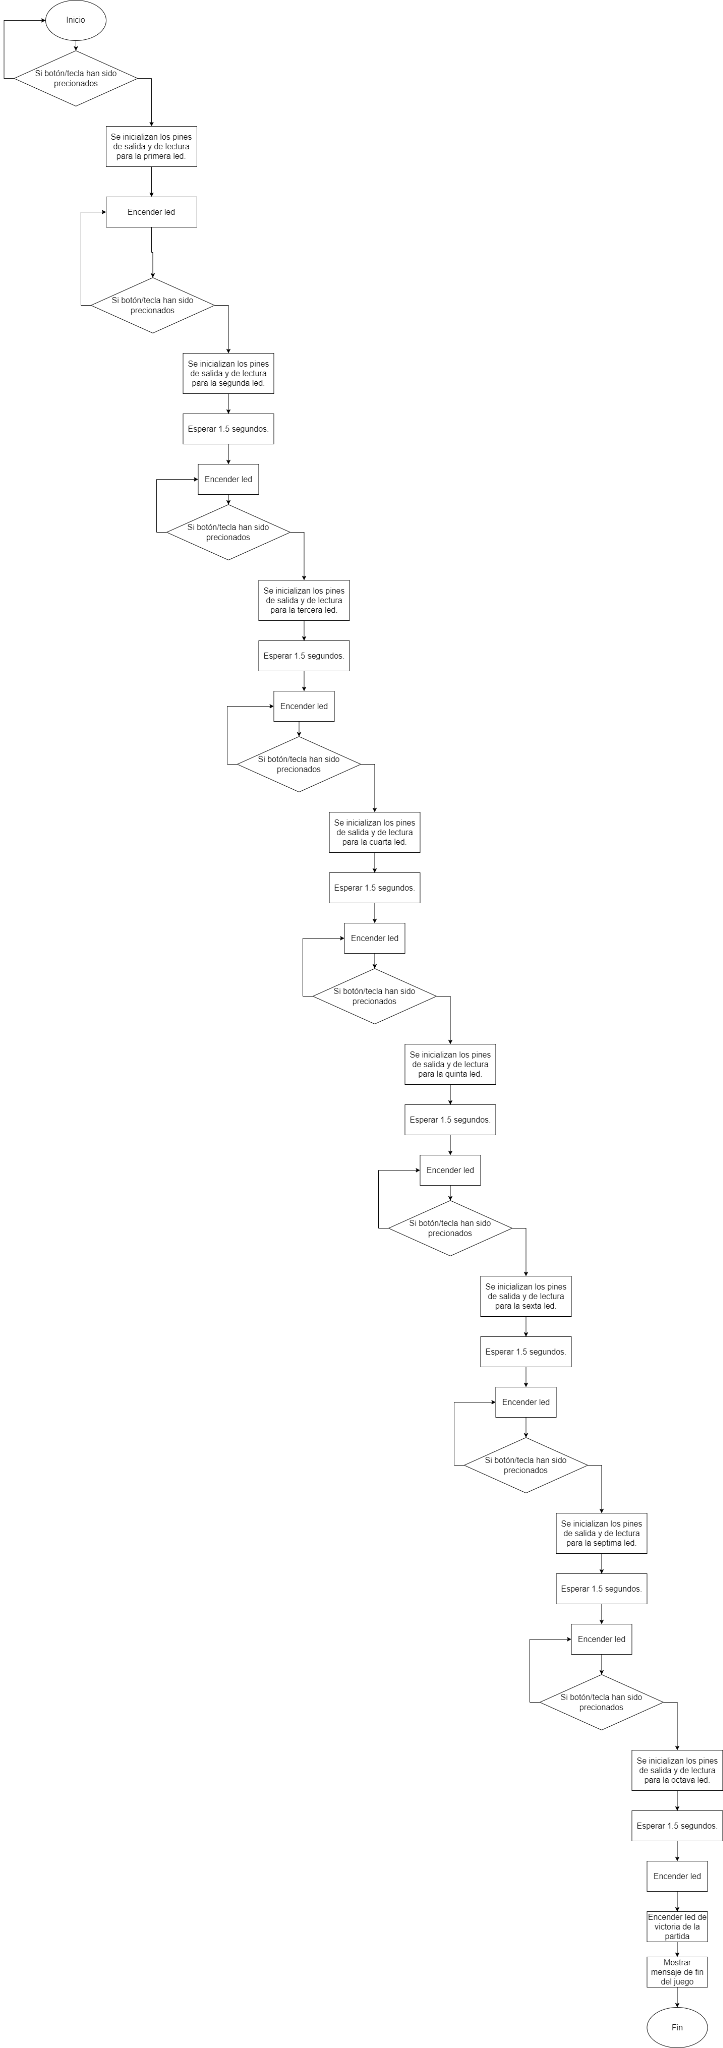 Inicio
Si botón/tecla han sido
precionados
Se inicializan los pines
de salida y de lectura
para la primera led.
Encender led
Si botón/tecla han sido
precionados
Se inicializan los pines
de salida y de lectura
para la segunda led.
Esperar 1.5 segundos.
Encender led
Si botón/tecla han sido
precionados
Se inicializan los pines
de salida y de lectura
para la tercera led.
Esperar 1.5 segundos.
Encender led
Si botón/tecla han sido
precionados
Se inicializan los pines
de salida y de lectura
para la cuarta led.
Esperar 1.5 segundos.
Encender led
Si botón/tecla han sido
precionados
Se inicializan los pines
de salida y de lectura
para la quinta led.
Esperar 1.5 segundos.
Encender led
Si botón/tecla han sido
precionados
Se inicializan los pines
de salida y de lectura
para la sexta led.
Esperar 1.5 segundos.
Encender led
Si botón/tecla han sido
precionados
Se inicializan los pines
de salida y de lectura
para la septima led.
Esperar 1.5 segundos.
Encender led
Si botón/tecla han sido
precionados
Se inicializan los pines
de salida y de lectura
para la octava led.
Esperar 1.5 segundos.
Encender led
Encender led de
victoria de la
partida
Mostrar
mensaje de fin
del juego
Fin